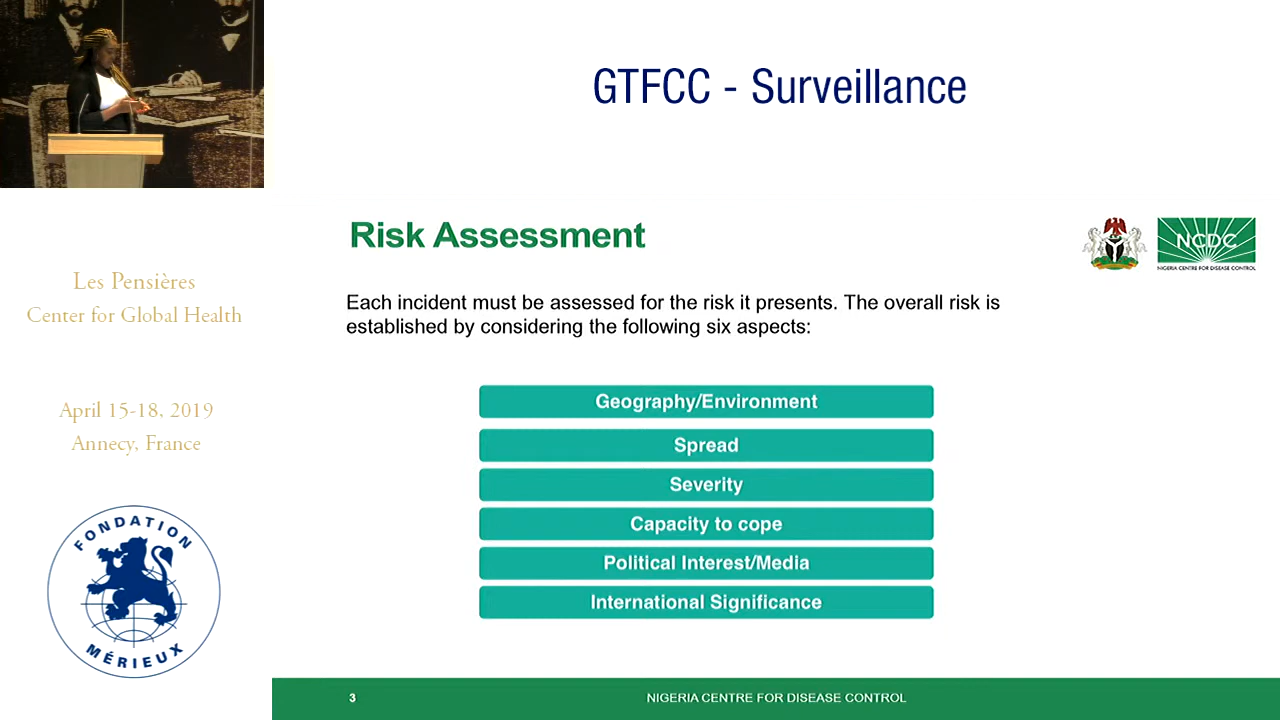 GTFCC - Surveillance
Les Pensières
Center for Global Health
April 15-18, 2019
Annecy, France
FONDATION
MÉRIEUX
Risk Assessment
NCDC
NIGERIA CENTRE FOR DISEASE CONTROL
Each incident must be assessed for the risk it presents. The overall risk is
established by considering the following six aspects:
Geography/Environment
Spread
Severity
Capacity to cope
Political Interest/Media
International Significance
3
NIGERIA CENTRE FOR DISEASE CONTROL